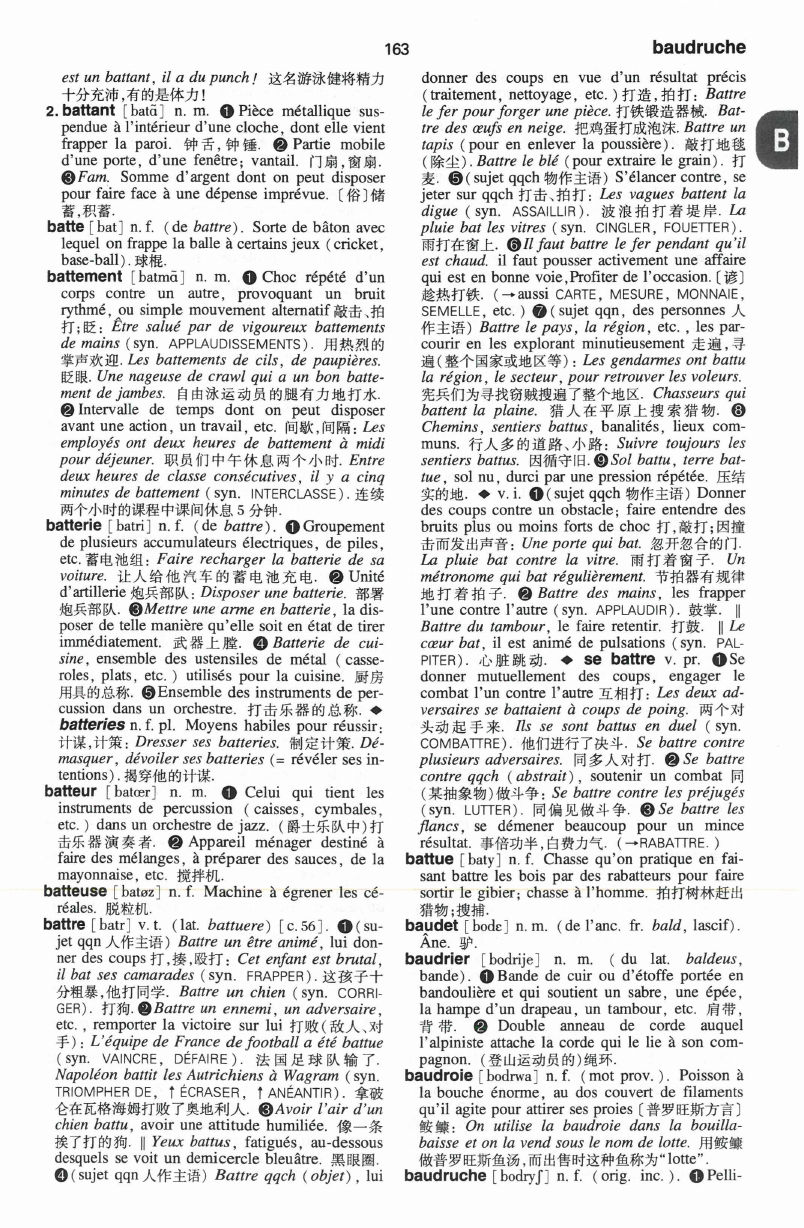 163
baudruche
est un battant, il a du punch! 这名游泳健将精力
十分充沛,有的是体力!
2. battant [batɑ̃] n. m. ❶ Pièce métallique sus-
pendue à l'intérieur d'une cloche, dont elle vient
frapper la paroi. 钟舌,钟锤. ❷ Partie mobile
d'une porte, d'une fenêtre; vantail. 门扇,窗扇.
❸ Fam. Somme d'argent dont on peut disposer
pour faire face à une dépense imprévue. [俗]储
蓄,积蓄.
batte [bat] n. f. (de battre). Sorte de bâton avec
lequel on frappe la balle à certains jeux (cricket,
base-ball). 球棍.
battement [batmɑ̃] n. m. ❶ Choc répété d'un
corps contre un autre, provoquant un bruit
rythmé, ou simple mouvement alternatif 敲击、拍
打;眨: Être salué par de vigoureux battements
de mains (syn. APPLAUDISSEMENTS). 用热烈的
掌声欢迎. Les battements de cils, de paupières.
眨眼. Une nageuse de crawl qui a un bon batte-
ment de jambes. 自由泳运动员的腿有力地打水.
❷ Intervalle de temps dont on peut disposer
avant une action, un travail, etc. 间歇,间隔: Les
employés ont deux heures de battement à midi
pour déjeuner. 职员们中午休息两个小时. Entre
deux heures de classe consécutives, il y a cinq
minutes de battement (syn. INTERCLASSE). 连续
两个小时的课程中课间休息 5 分钟.
batterie [batri] n. f. (de battre). ❶ Groupement
de plusieurs accumulateurs électriques, de piles,
etc. 蓄电池组: Faire recharger la batterie de sa
voiture. 让人给他汽车的蓄电池充电. ❷ Unité
d'artillerie 炮兵部队: Disposer une batterie. 部署
炮兵部队. ❸ Mettre une arme en batterie, la dis-
poser de telle manière qu'elle soit en état de tirer
immédiatement. 武器上膛. ❹ Batterie de cui-
sine, ensemble des ustensiles de métal (casse-
roles, plats, etc.) utilisés pour la cuisine. 厨房
用具的总称. ❺ Ensemble des instruments de per-
cussion dans un orchestre. 打击乐器的总称. ◆
batteries n. f. pl. Moyens habiles pour réussir;
计谋,计策: Dresser ses batteries. 制定计策. Dé-
masquer, dévoiler ses batteries (= révéler ses in-
tentions). 揭穿他的计谋.
batteur [batœr] n. m. ❶ Celui qui tient les
instruments de percussion (caisses, cymbales,
etc.) dans un orchestre de jazz. (爵士乐队中)打
击乐器演奏者. ❷ Appareil ménager destiné à
faire des mélanges, à préparer des sauces, de la
mayonnaise, etc. 搅拌机.
batteuse [batøz] n. f. Machine à égrener les cé-
réales. 脱粒机.
battre [batr] v. t. (lat. battuere) [c. 56]. ❶ (su-
jet qqn 人作主语) Battre un être animé, lui don-
ner des coups 打,揍,殴打: Cet enfant est brutal,
il bat ses camarades (syn. FRAPPER). 这孩子十
分粗暴,他打同学. Battre un chien (syn. CORRI-
GER). 打狗. ❷ Battre un ennemi, un adversaire,
etc., remporter la victoire sur lui 打败(敌人、对
手): L'équipe de France de football a été battue
(syn. VAINCRE, DÉFAIRE). 法国足球队输了.
Napoléon battit les Autrichiens à Wagram (syn.
TRIOMPHER DE, ↑ ÉCRASER, ↑ ANÉANTIR). 拿破
仑在瓦格海姆打败了奥地利人. ❸ Avoir l'air d'un
chien battu, avoir une attitude humiliée. 像一条
挨了打的狗. ‖ Yeux battus, fatigués, au-dessous
desquels se voit un demicercle bleuâtre. 黑眼圈.
❹ (sujet qqn 人作主语) Battre qqch (objet), lui
donner des coups en vue d'un résultat précis
(traitement, nettoyage, etc.) 打造,拍打: Battre
le fer pour forger une pièce. 打铁锻造器械. Bat-
tre des œufs en neige. 把鸡蛋打成泡沫. Battre un
tapis (pour en enlever la poussière). 敲打地毯
(除尘). Battre le blé (pour extraire le grain). 打
麦. ❺ (sujet qqch 物作主语) S'élancer contre, se
jeter sur qqch 打击、拍打: Les vagues battent la
digue (syn. ASSAILLIR). 波浪拍打着堤岸. La
pluie bat les vitres (syn. CINGLER, FOUETTER).
雨打在窗上. ❻ Il faut battre le fer pendant qu'il
est chaud. il faut pousser activement une affaire
qui est en bonne voie, Profiter de l'occasion. [谚]
趁热打铁. (→aussi CARTE, MESURE, MONNAIE,
SEMELLE, etc.) ❼ (sujet qqn, des personnes 人
作主语) Battre le pays, la région, etc., les par-
courir en les explorant minutieusement 走遍,寻
遍(整个国家或地区等): Les gendarmes ont battu
la région, le secteur, pour retrouver les voleurs.
宪兵们为寻找窃贼搜遍了整个地区. Chasseurs qui
battent la plaine. 猎人在平原上搜索猎物. ❽
Chemins, sentiers battus, banalités, lieux com-
muns. 行人多的道路、小路: Suivre toujours les
sentiers battus. 因循守旧. ❾ Sol battu, terre bat-
tue, sol nu, durci par une pression répétée. 压结
实的地. ◆ v. i. ❶ (sujet qqch 物作主语) Donner
des coups contre un obstacle; faire entendre des
bruits plus ou moins forts de choc 打,敲打;因撞
击而发出声音: Une porte qui bat. 忽开忽合的门.
La pluie bat contre la vitre. 雨打着窗子. Un
métronome qui bat régulièrement. 节拍器有规律
地打着拍子. ❷ Battre des mains, les frapper
l'une contre l'autre (syn. APPLAUDIR). 鼓掌. ‖
Battre du tambour, le faire retentir. 打鼓. ‖ Le
cœur bat, il est animé de pulsations (syn. PAL-
PITER). 心脏跳动. ◆ se battre v. pr. ❶ Se
donner mutuellement des coups, engager le
combat l'un contre l'autre 互相打: Les deux ad-
versaires se battaient à coups de poing. 两个对
头动起手来. Ils se sont battus en duel (syn.
COMBATTRE). 他们进行了决斗. Se battre contre
plusieurs adversaires. 同多人对打. ❷ Se battre
contre qqch (abstrait), soutenir un combat 同
(某抽象物)做斗争: Se battre contre les préjugés
(syn. LUTTER). 同偏见做斗争. ❸ Se battre les
flancs, se démener beaucoup pour un mince
résultat. 事倍功半,白费力气. (→RABATTRE.)
battue [baty] n. f. Chasse qu'on pratique en fai-
sant battre les bois par des rabatteurs pour faire
sortir le gibier; chasse à l'homme. 拍打树林赶出
猎物;搜捕.
baudet [bodɛ] n. m. (de l'anc. fr. bald, lascif).
Âne. 驴.
baudrier [bodrije] n. m. (du lat. baldeus,
bande). ❶ Bande de cuir ou d'étoffe portée en
bandoulière et qui soutient un sabre, une épée,
la hampe d'un drapeau, un tambour, etc. 肩带,
背带. ❷ Double anneau de corde auquel
l'alpiniste attache la corde qui le lie à son com-
pagnon. (登山运动员的)绳环.
baudroie [bodrwa] n. f. (mot prov.). Poisson à
la bouche énorme, au dos couvert de filaments
qu'il agite pour attirer ses proies [普罗旺斯方言]
鮟鱇: On utilise la baudroie dans la bouilla-
baisse et on la vend sous le nom de lotte. 用鮟鱇
做普罗旺斯鱼汤,而出售时这种鱼称为“lotte”.
baudruche [bodryʃ] n. f. (orig. inc.). ❶ Pelli-
B